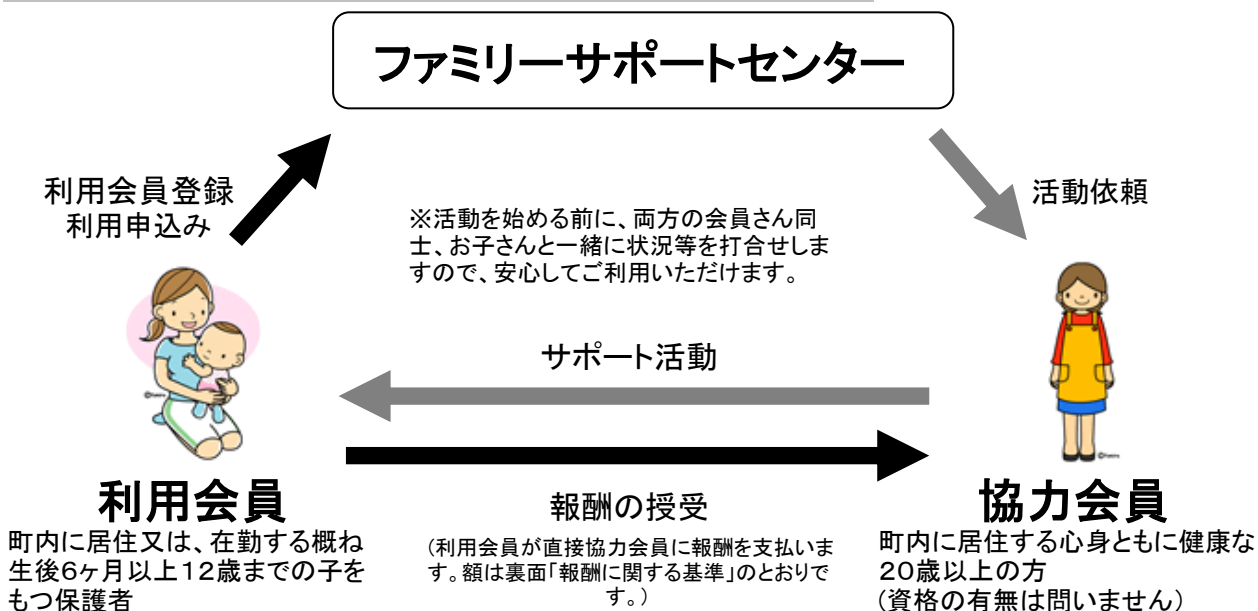 ファミリーサポートセンター
利用会員登録
利用申込み
活動依頼
※活動を始める前に、両方の会員さん同
士、お子さんと一緒に状況等を打合せしま
すので、安心してご利用いただけます。
サポート活動
利用会員
町内に居住又は、在勤する概ね
生後6ヶ月以上12歳までの子を
もつ保護者
報酬の授受
(利用会員が直接協力会員に報酬を支払いま
す。額は裏面「報酬に関する基準」のとおりで
す。)
協力会員
町内に居住する心身ともに健康な
20歳以上の方
(資格の有無は問いません)